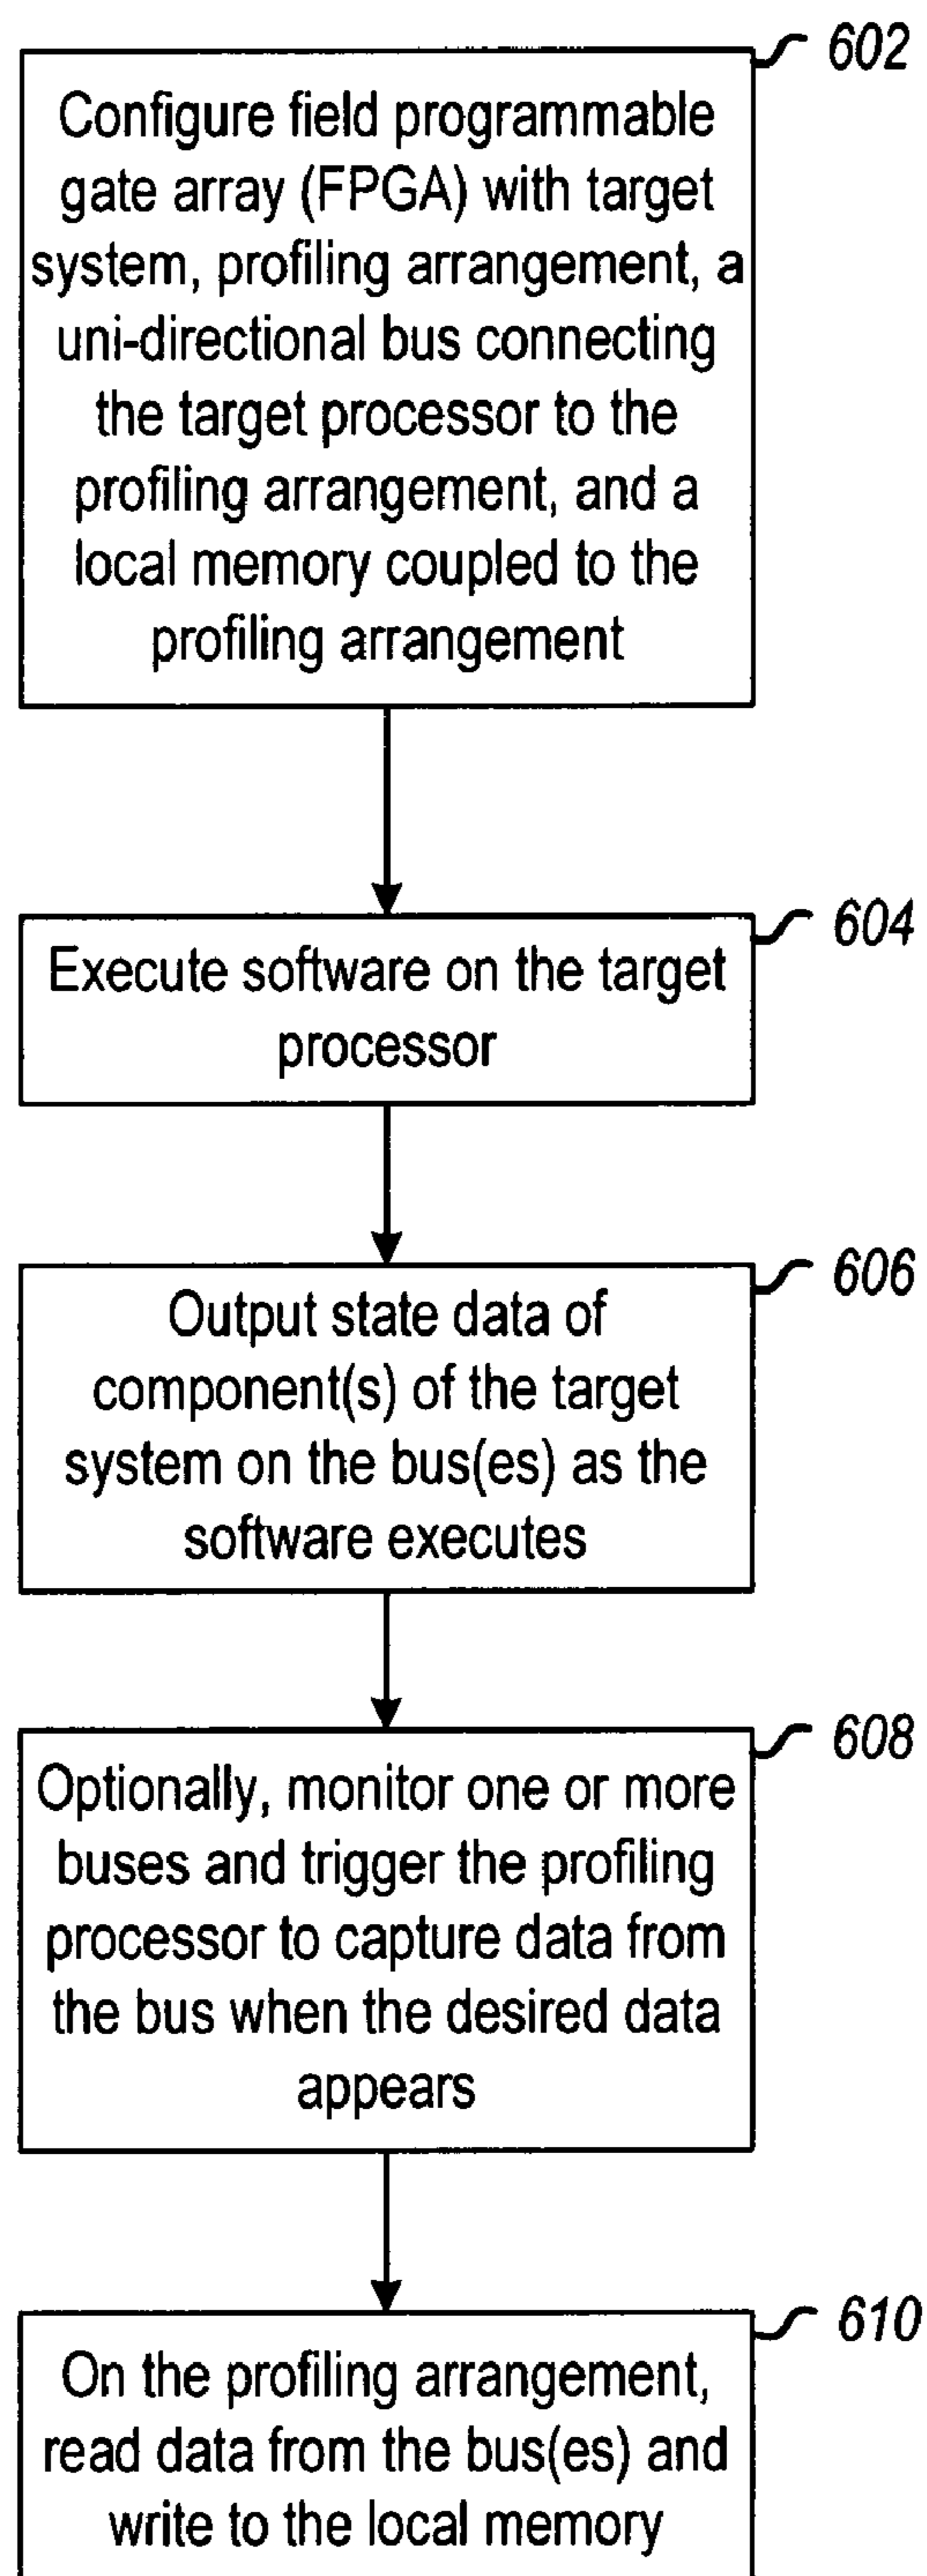 602
Configure field programmable
gate array (FPGA) with target
system, profiling arrangement, a
uni-directional bus connecting
the target processor to the
profiling arrangement, and a
local memory coupled to the
profiling arrangement
604
Execute software on the target
processor
606
Output state data of
component(s) of the target
system on the bus(es) as the
software executes
608
Optionally, monitor one or more
buses and trigger the profiling
processor to capture data from
the bus when the desired data
appears
610
On the profiling arrangement,
read data from the bus(es) and
write to the local memory